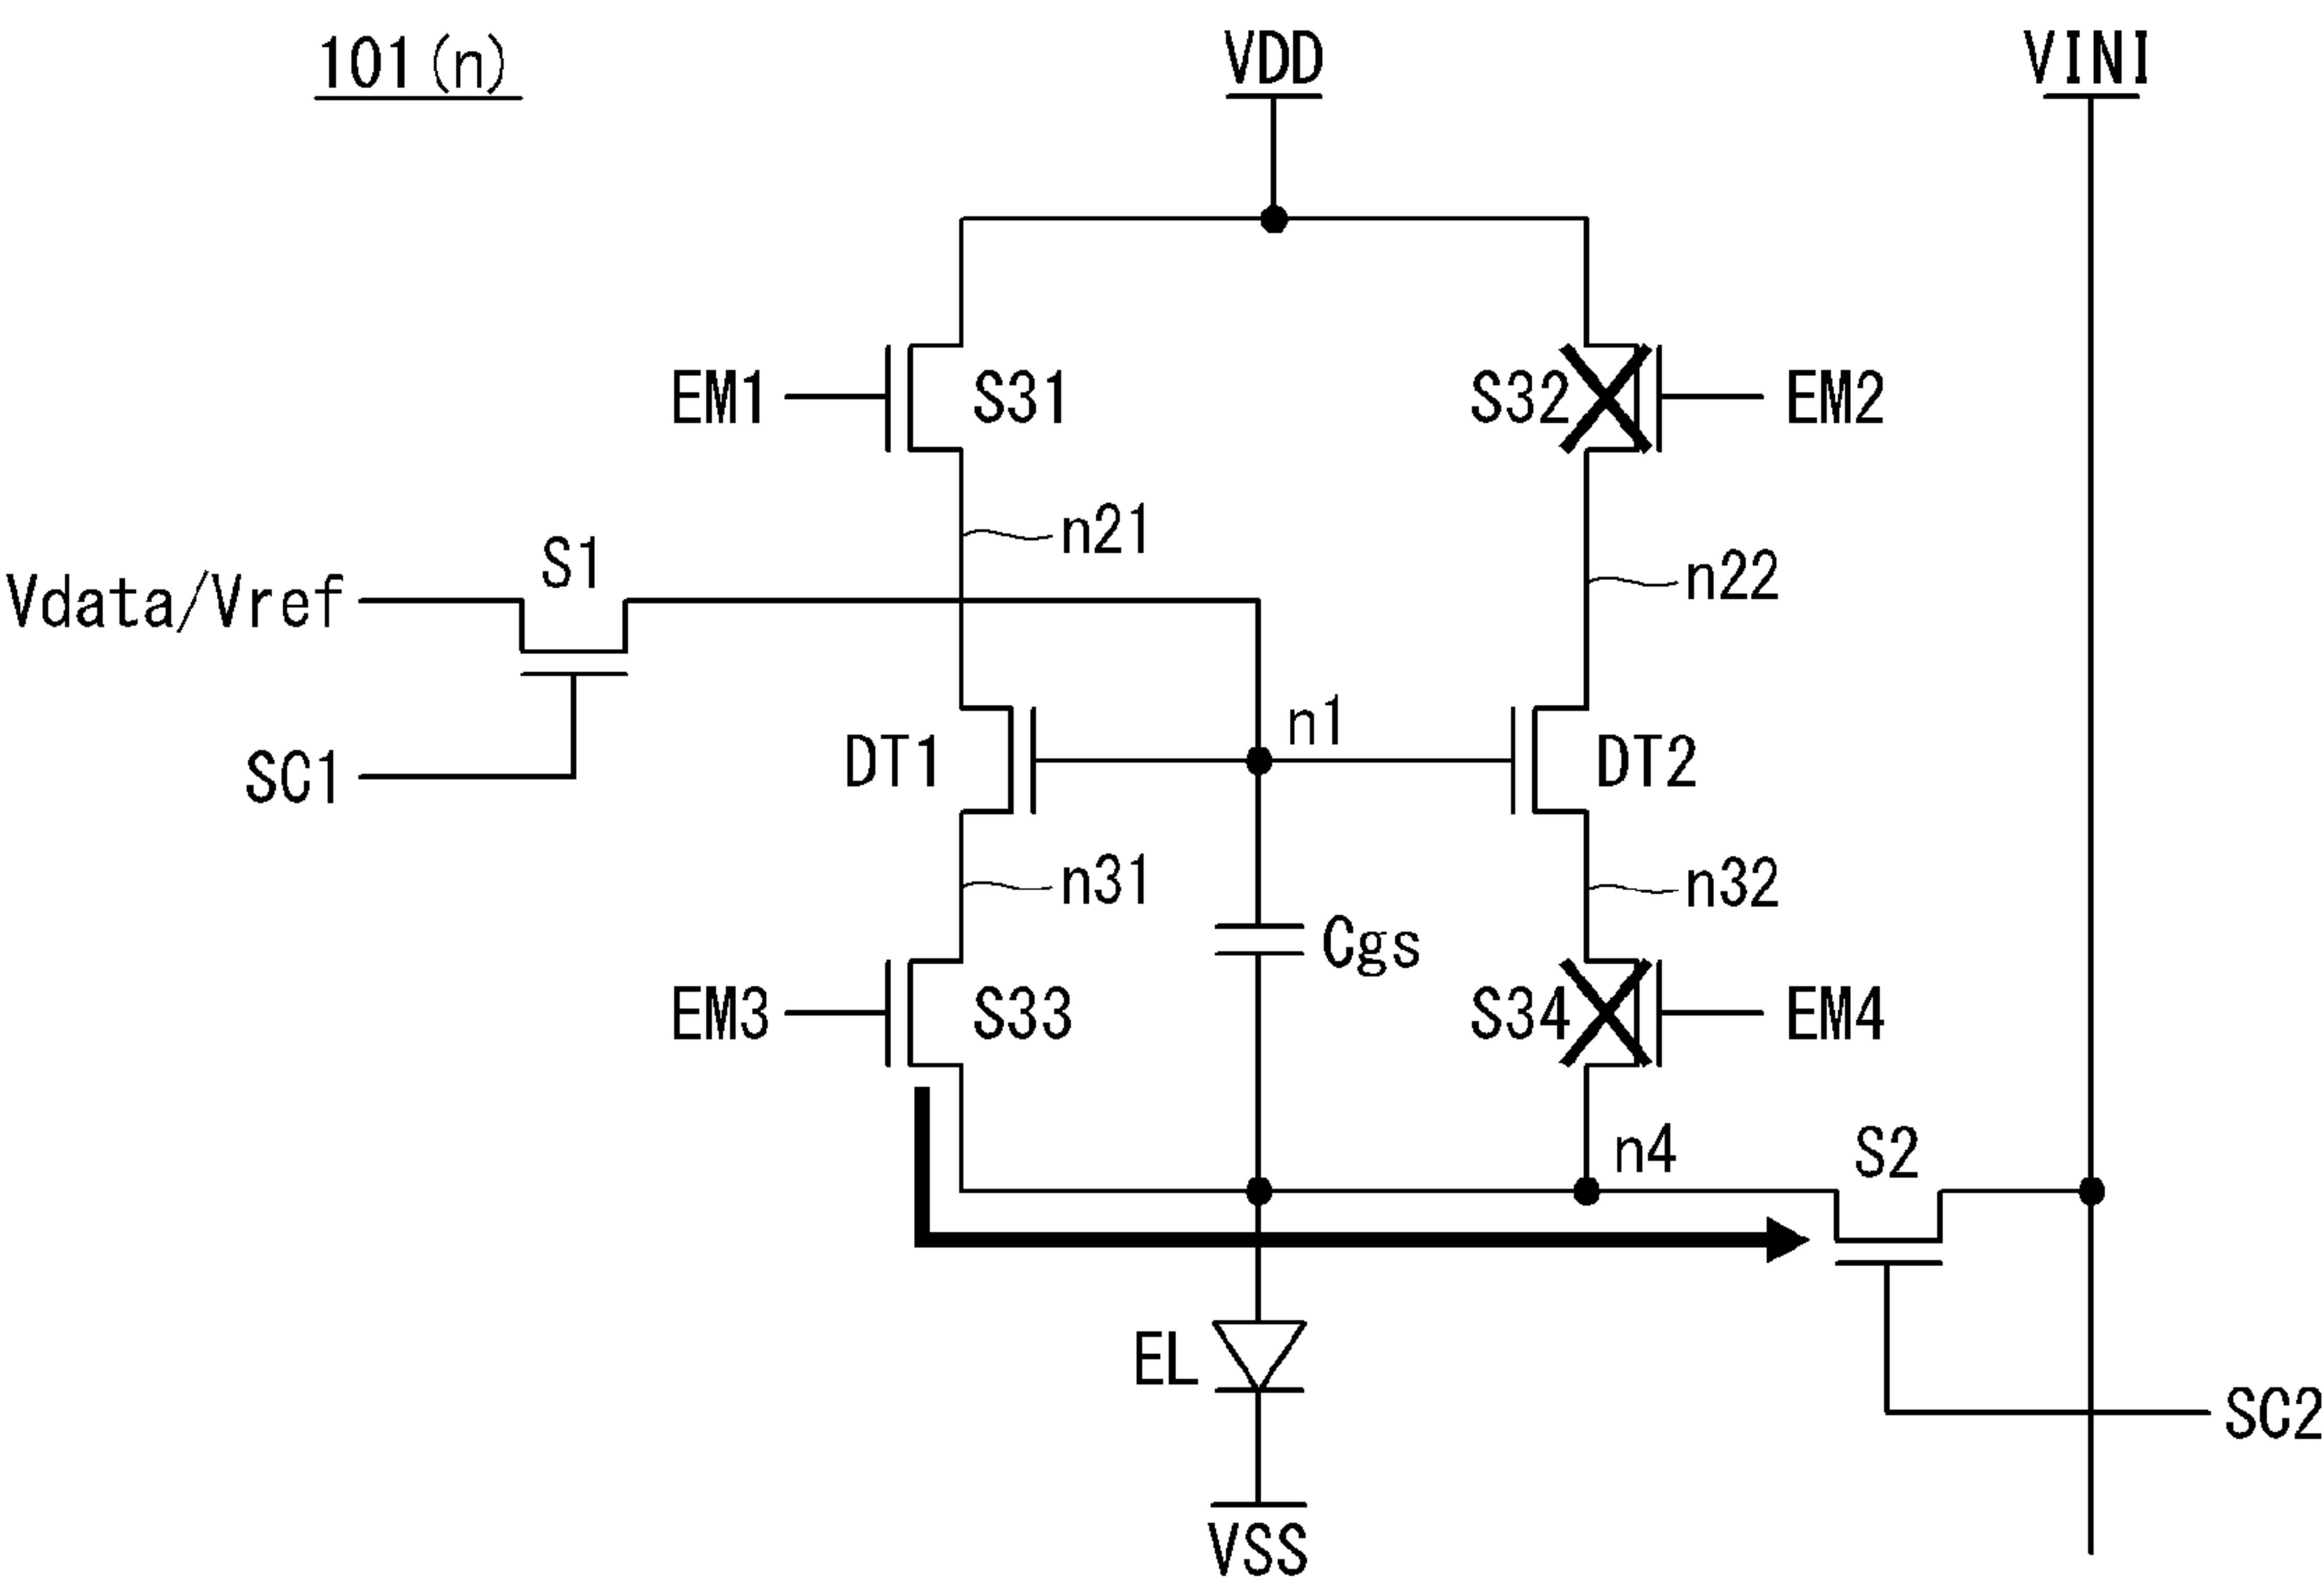 101(n)
VDD
VINI
EM1
S31
S32
EM2
n21
S1
n22
Vdata/Vref
n1
DT1
DT2
SC1
n31
n32
Cgs
EM3
S33
S34
EM4
n4
S2
EL
SC2
VSS